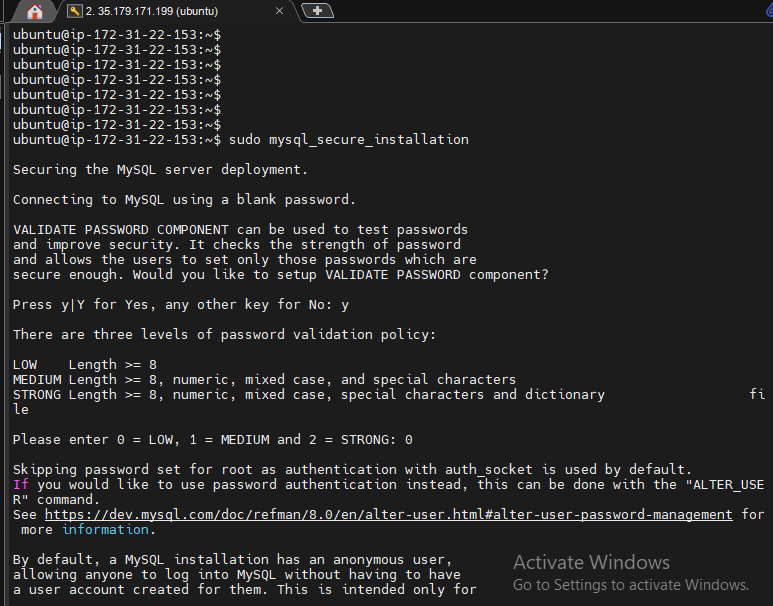 2. 35.179.171.199 (ubuntu)
ubuntu@ip-172-31-22-153:~$
ubuntu@ip-172-31-22-153:~$
ubuntu@ip-172-31-22-153:~$
ubuntu@ip-172-31-22-153:~$
ubuntu@ip-172-31-22-153:~$
ubuntu@ip-172-31-22-153:~$
ubuntu@ip-172-31-22-153:~$
ubuntu@ip-172-31-22-153:~$ sudo mysql_secure_installation
Securing the MySQL server deployment.
Connecting to MySQL using a blank password.
VALIDATE PASSWORD COMPONENT can be used to test passwords
and improve security. It checks the strength of password
and allows the users to set only those passwords which are
secure enough. Would you like to setup VALIDATE PASSWORD component?
Press y|Y for Yes, any other key for No: y
There are three levels of password validation policy:
LOW    Length >= 8
MEDIUM Length >= 8, numeric, mixed case, and special characters
STRONG Length >= 8, numeric, mixed case, special characters and dictionary                  fi
le
Please enter 0 = LOW, 1 = MEDIUM and 2 = STRONG: 0
Skipping password set for root as authentication with auth_socket is used by default.
If you would like to use password authentication instead, this can be done with the "ALTER_USE
R" command.
See https://dev.mysql.com/doc/refman/8.0/en/alter-user.html#alter-user-password-management for
 more information.
By default, a MySQL installation has an anonymous user,
allowing anyone to log into MySQL without having to have
a user account created for them. This is intended only for
Activate Windows
Go to Settings to activate Windows.